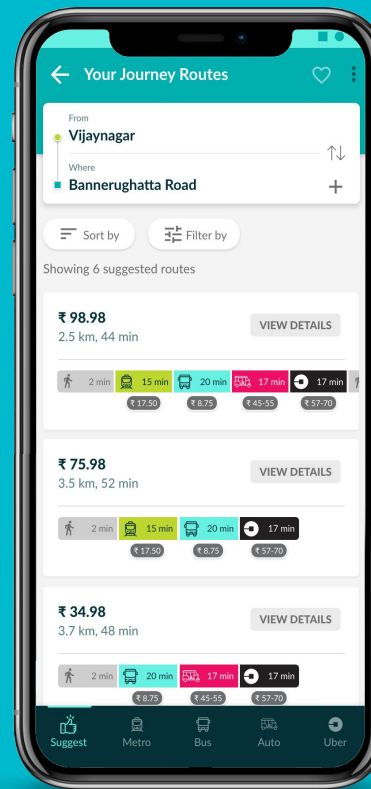 Your Journey Routes
From
Vijaynagar
Where
Bannerughatta Road
Sort by
Filter by
Showing 6 suggested routes
₹ 98.98
2.5 km, 44 min
VIEW DETAILS
2 min 15 min 20 min 17 min 17 min
₹ 17.50 ₹ 8.75 ₹ 45-55 ₹ 57-70
₹ 75.98
3.5 km, 52 min
VIEW DETAILS
2 min 15 min 20 min 17 min
₹ 17.50 ₹ 8.75 ₹ 57-70
₹ 34.98
3.7 km, 48 min
VIEW DETAILS
2 min 20 min 17 min 17 min
₹ 8.75 ₹ 45-55 ₹ 57-70
Suggest Metro Bus Auto Uber